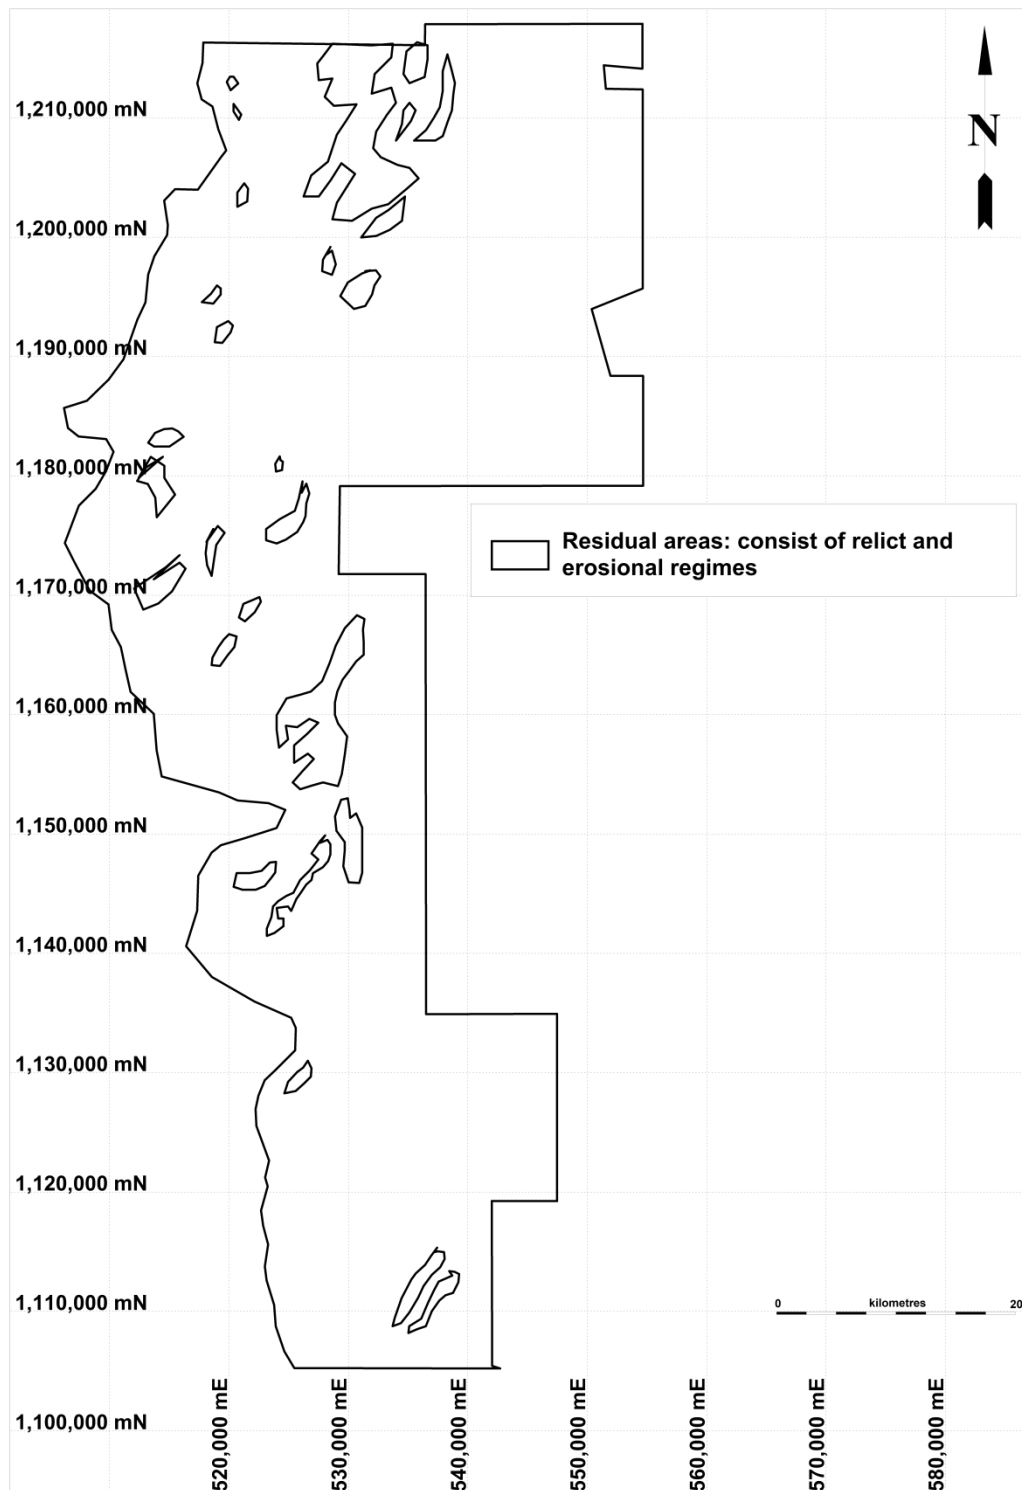 1,210,000 mN
N
1,200,000 mN
1,190,000 mN
1,180,000 mN
Residual areas: consist of relict and
erosional regimes
1,170,000 mN
1,160,000 mN
1,150,000 mN
1,140,000 mN
1,130,000 mN
1,120,000 mN
1,110,000 mN
0 kilometres 20
1,100,000 mN
520,000 mE
530,000 mE
540,000 mE
550,000 mE
560,000 mE
570,000 mE
580,000 mE